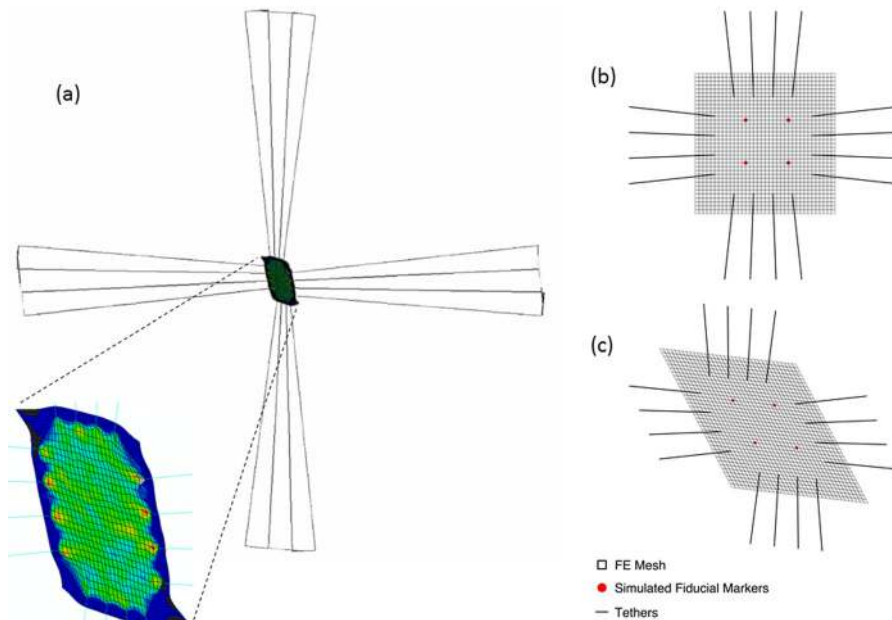 (a)
(b)
(c)
FE Mesh
Simulated Fiducial Markers
Tethers